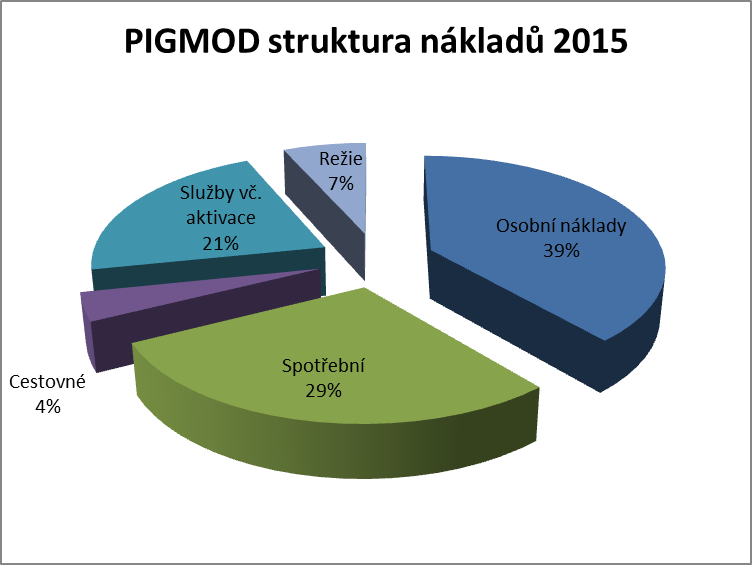 PIGMOD struktura nákladů 2015
Režie
7%
Osobní náklady
39%
Služby vč.
aktivace
21%
Spotřební
29%
Cestovné
4%